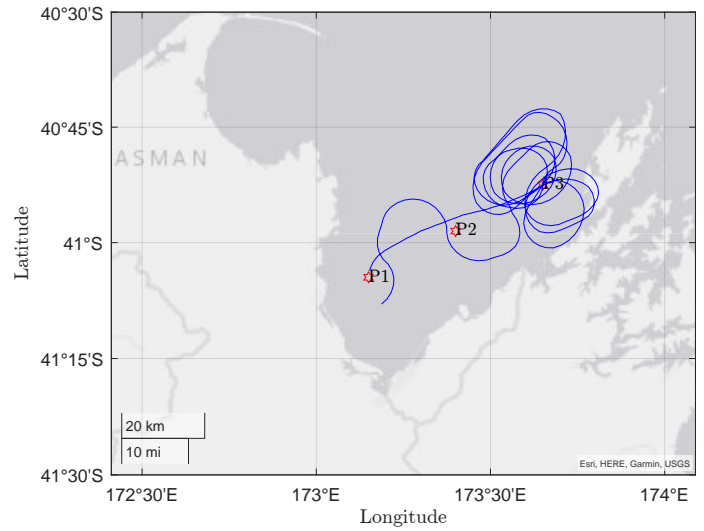 40°30'S
40°45'S
41°S
41°15'S
41°30'S
Latitude
ASMAN
P1
P2
P3
20 km
10 mi
Esri, HERE, Garmin, USGS
172°30'E
173°E
173°30'E
174°E
Longitude